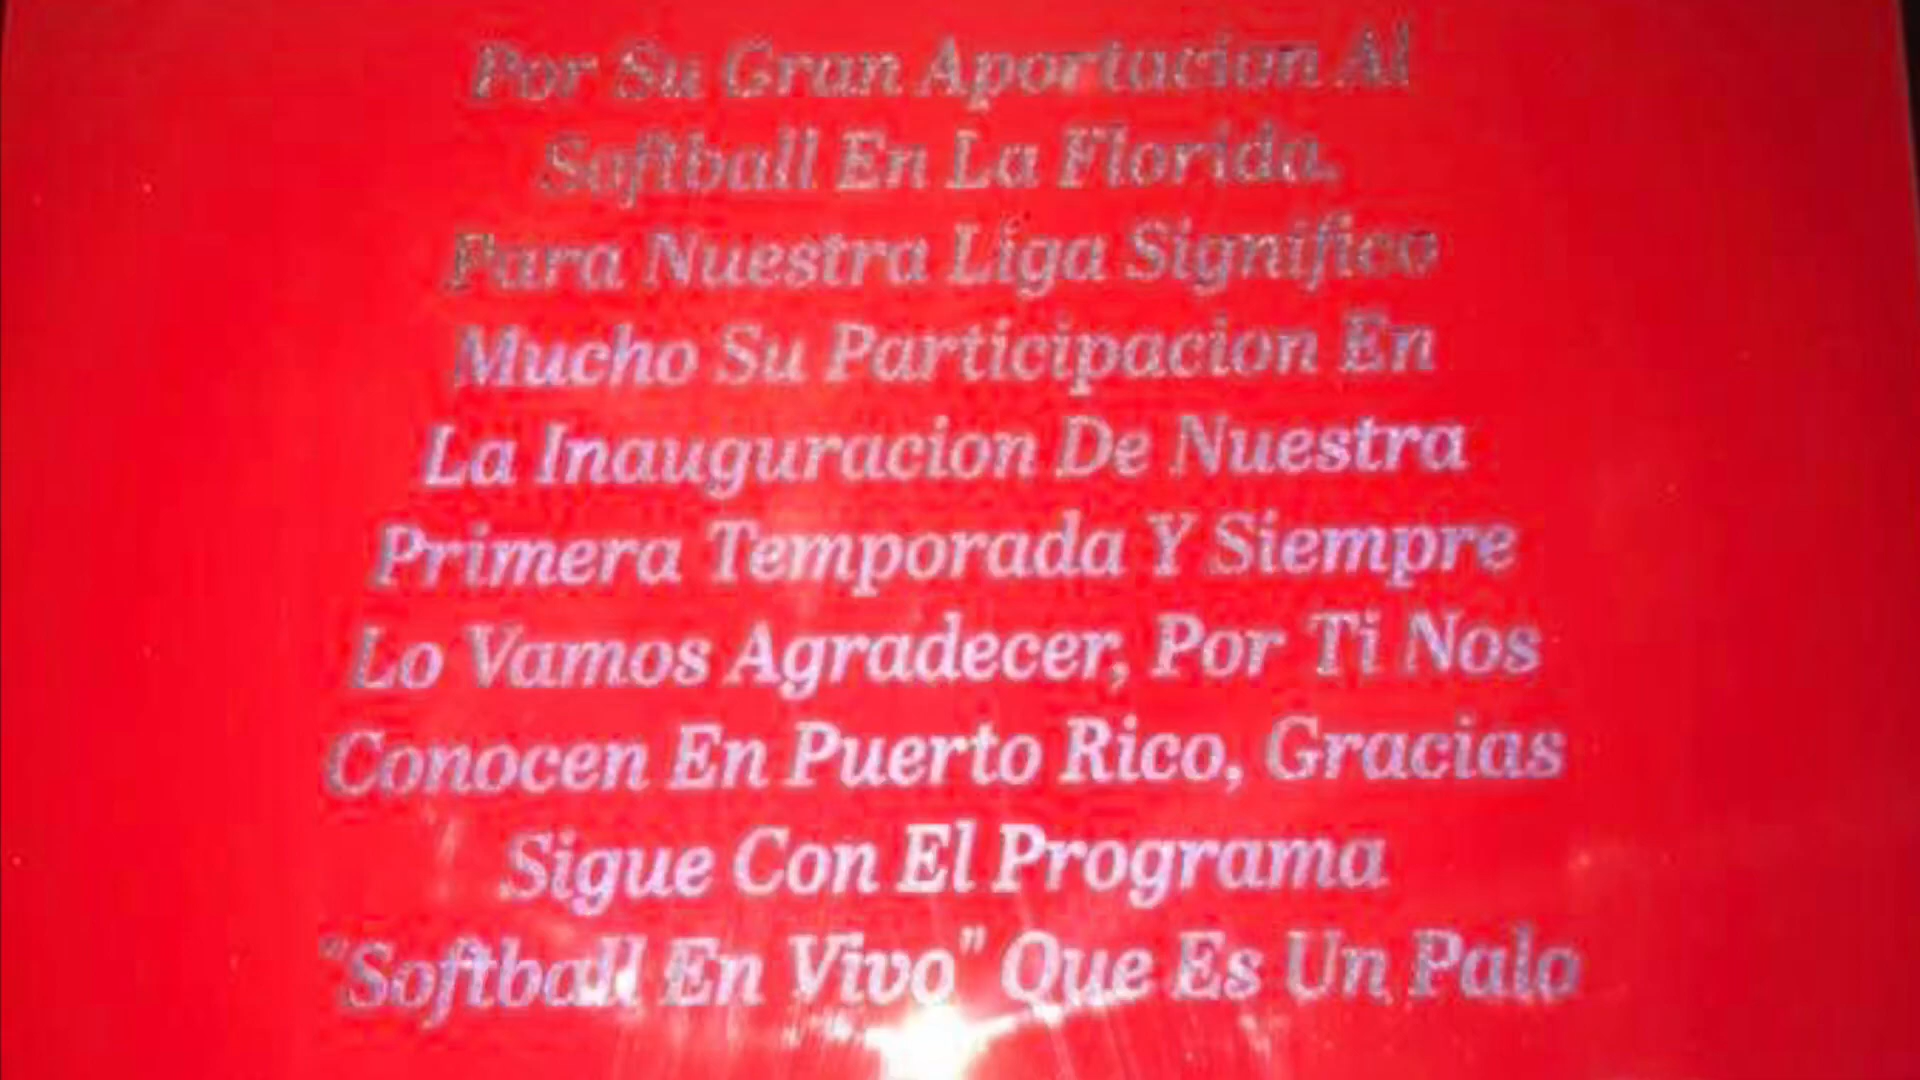 Por Su Gran Aportacion Al
Softball En La Florida.
Para Nuestra Liga Significo
Mucho Su Participacion En
La Inauguracion De Nuestra
Primera Temporada Y Siempre
Lo Vamos Agradecer, Por Ti Nos
Conocen En Puerto Rico, Gracias
Sigue Con El Programa
"Softball En Vivo" Que Es Un Palo